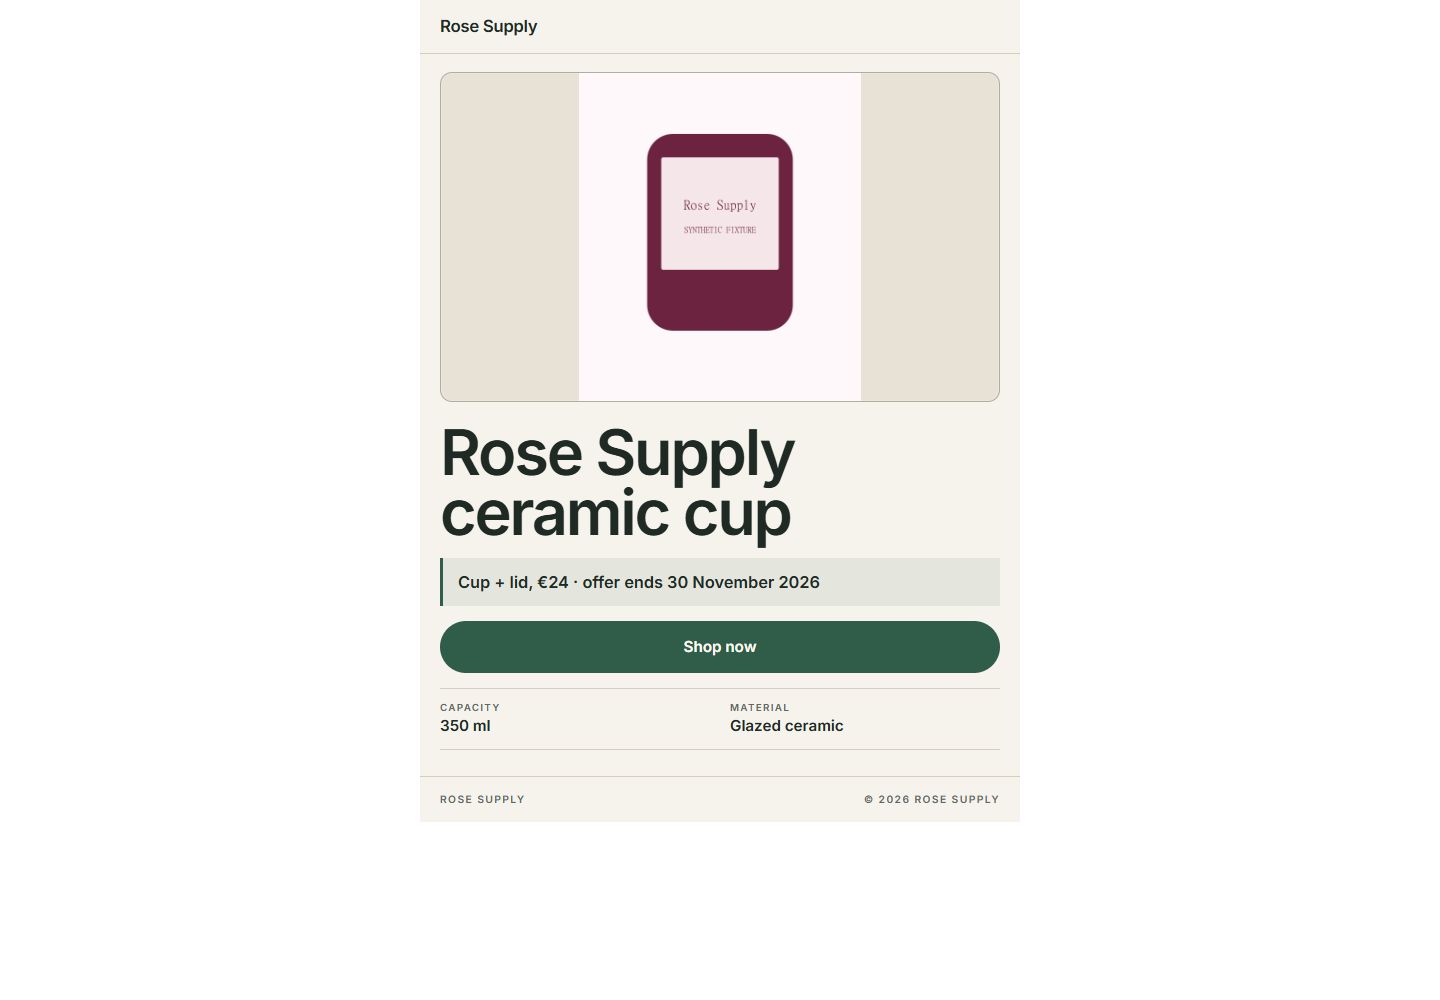 Rose Supply
Rose Supply
SYNTHETIC FIXTURE
Rose Supply
ceramic cup
Cup + lid, €24 · offer ends 30 November 2026
Shop now
CAPACITY
350 ml
MATERIAL
Glazed ceramic
ROSE SUPPLY
© 2026 ROSE SUPPLY